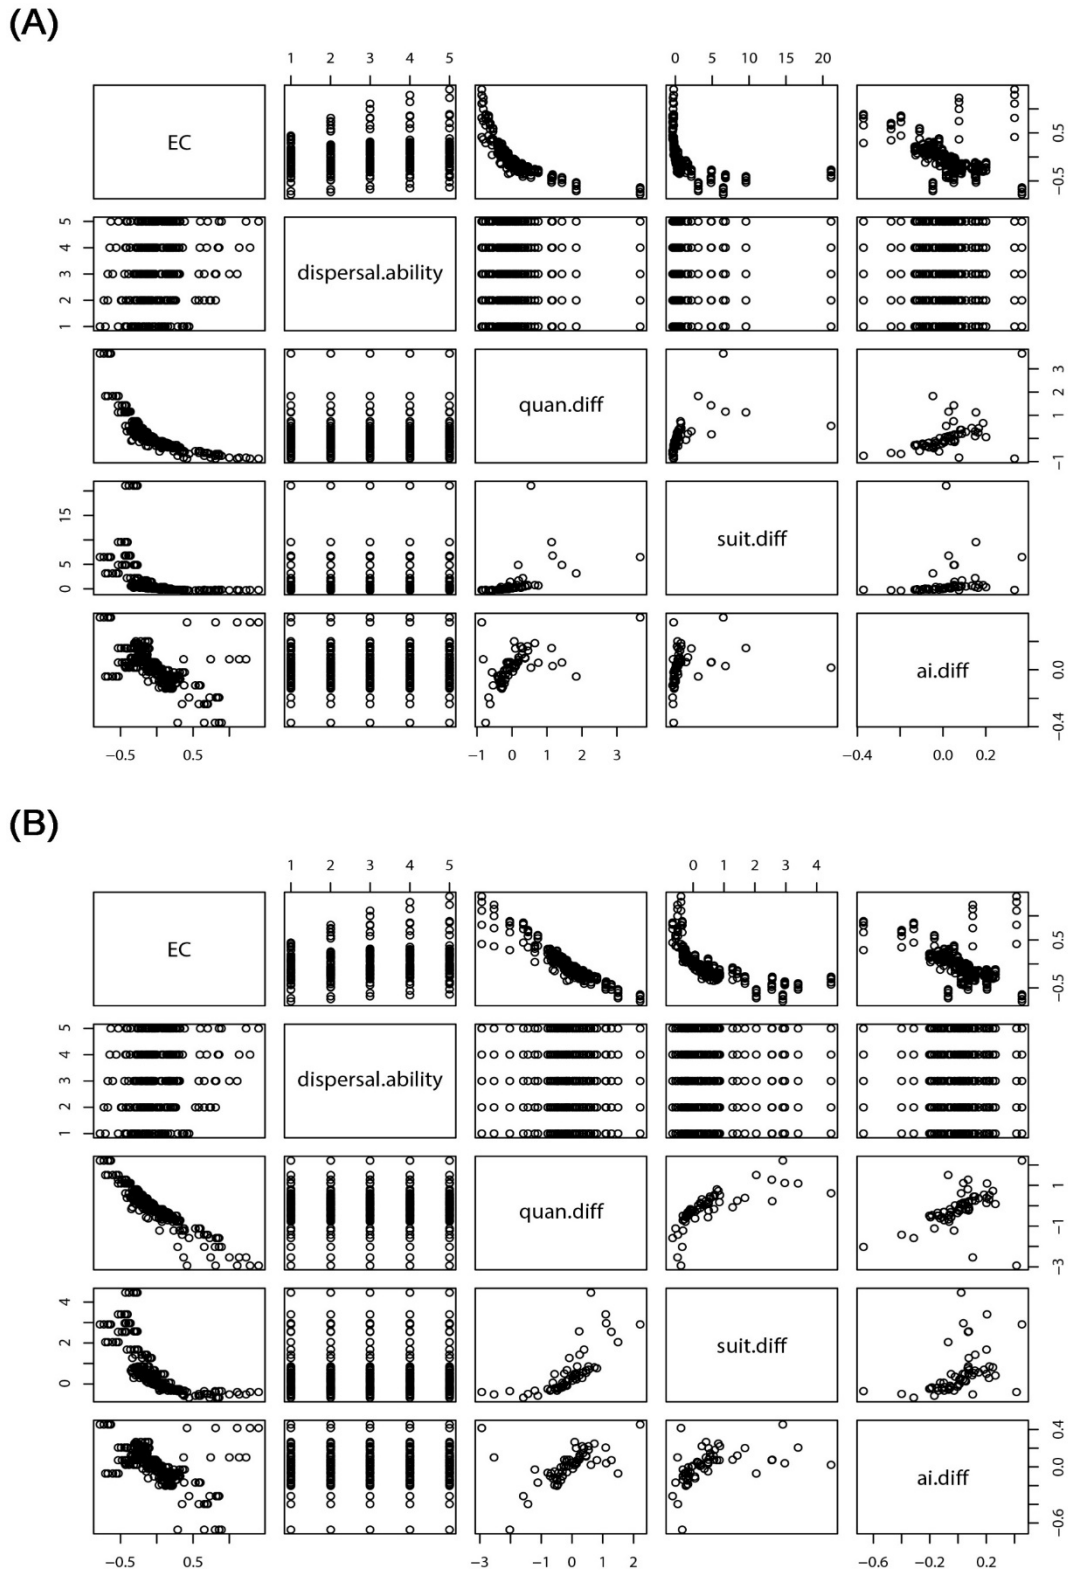 (A)
1 2 3 4 5 0 5 10 15 20
EC
−0.5 0.5
1 2 3 4 5
dispersal.ability
quan.diff
−1 1 2 3
0 5 15
suit.diff
ai.diff
−0.4 0.0
−0.5 0.5 −1 0 1 2 3 −0.4 0.0 0.2
(B)
1 2 3 4 5 0 1 2 3 4
EC
−0.5 0.5
1 2 3 4 5
dispersal.ability
quan.diff
−3 −1 1
0 2 4
suit.diff
ai.diff
−0.6 0.0 0.4
−0.5 0.5 −3 −1 0 1 2 −0.6 −0.2 0.2